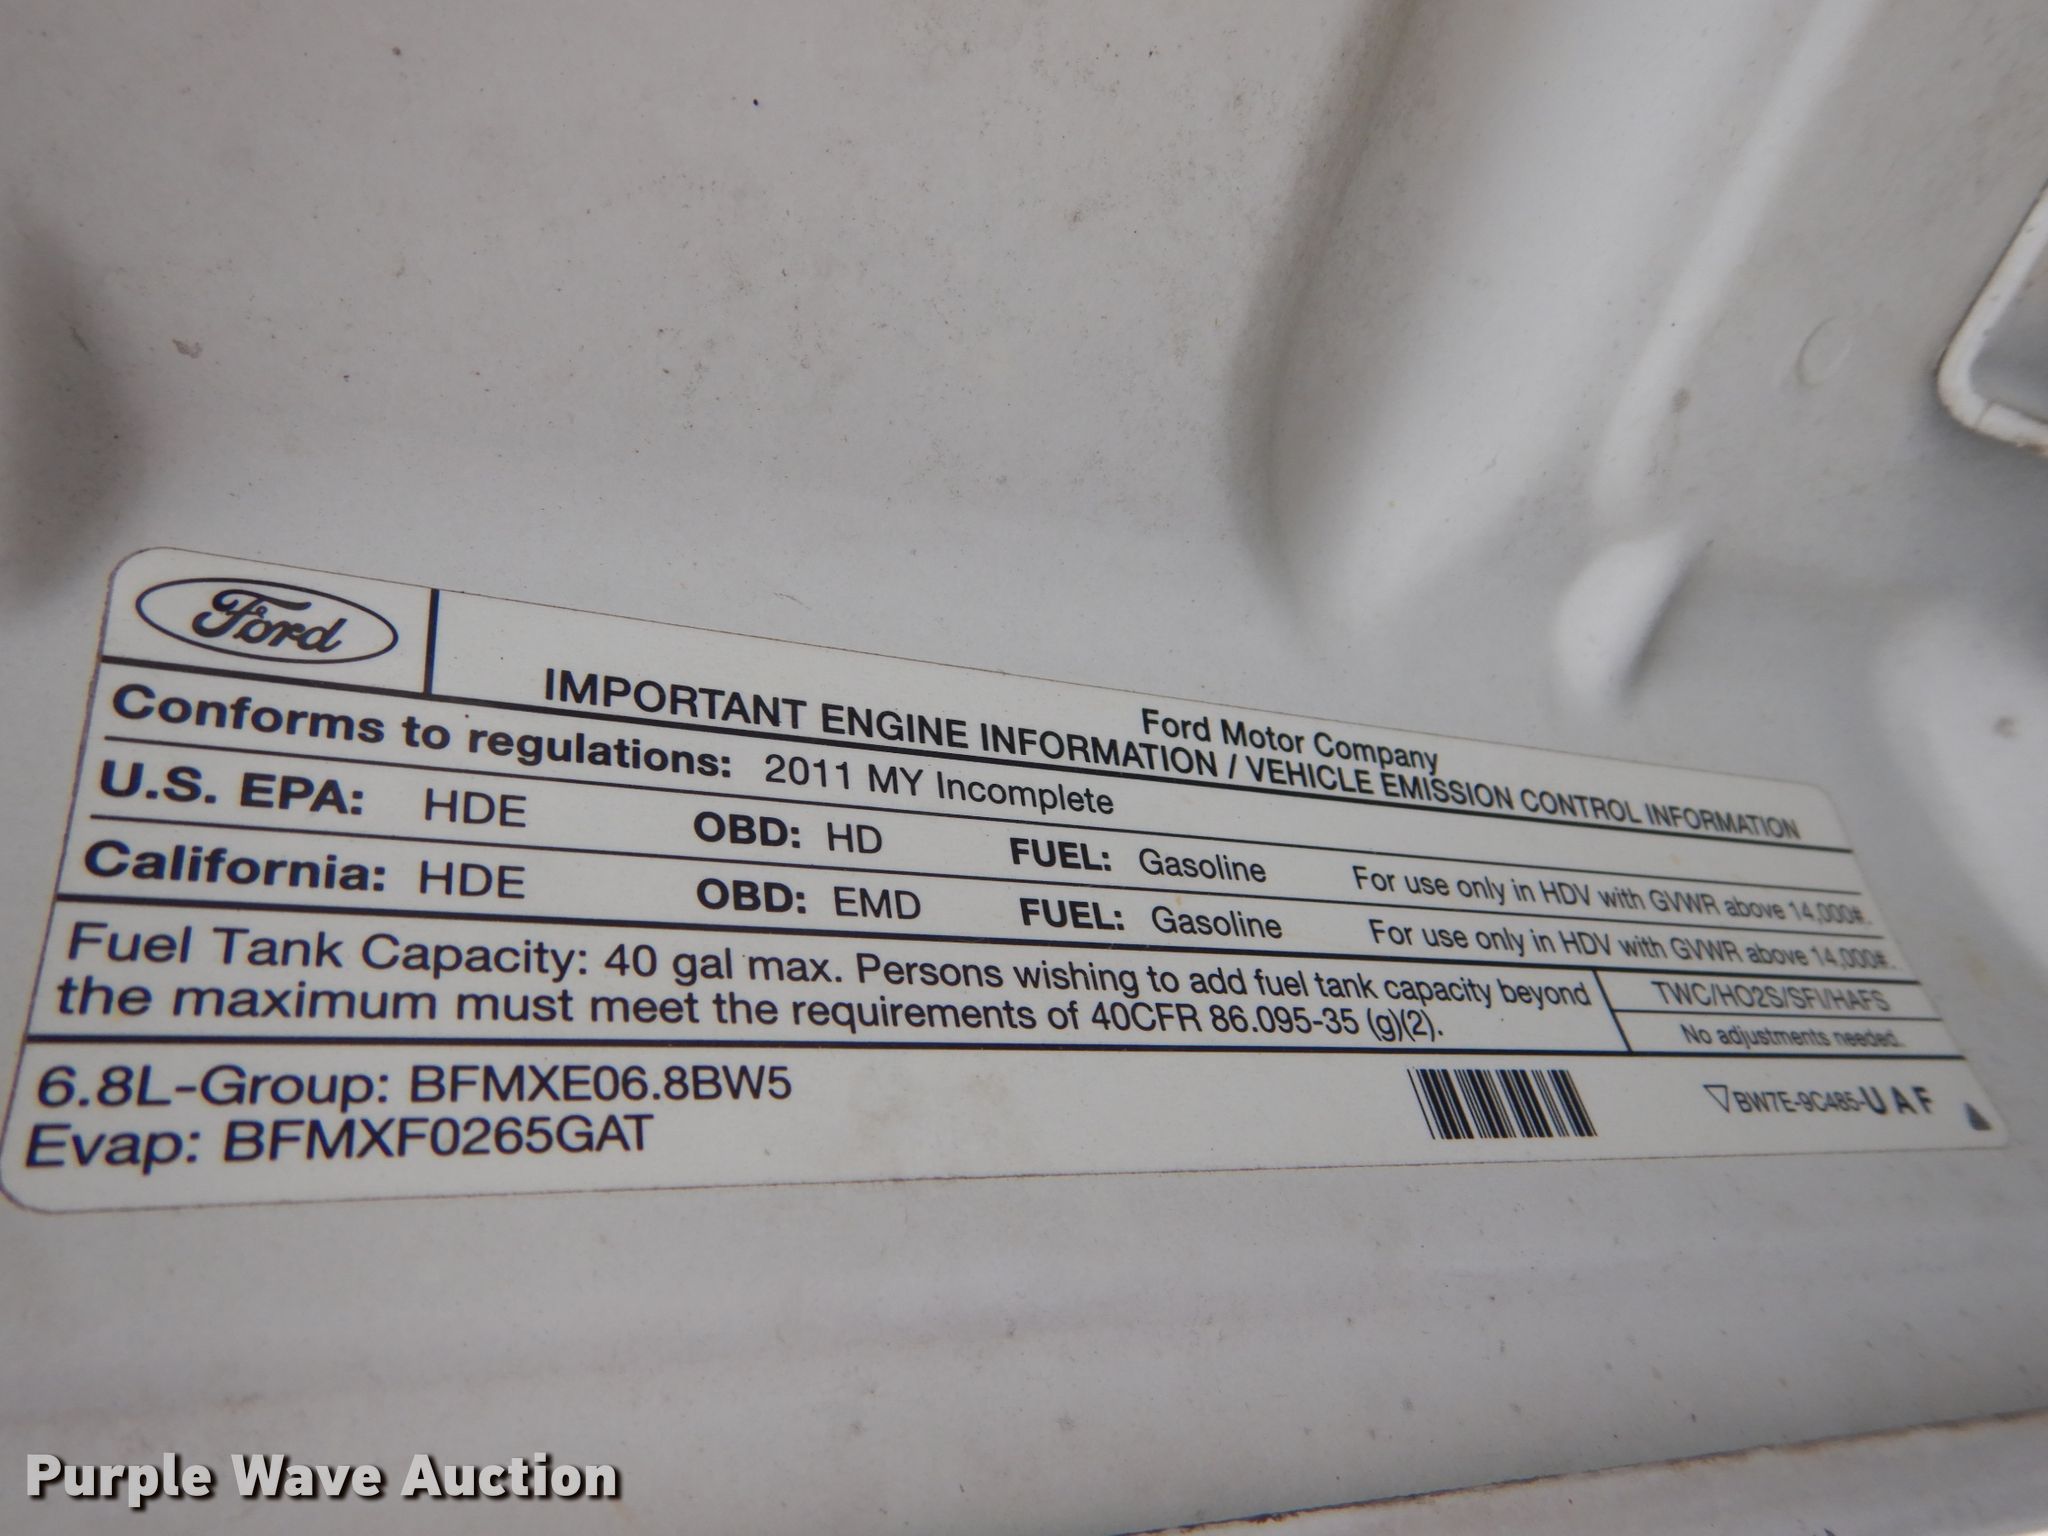 Ford
Ford Motor Company
IMPORTANT ENGINE INFORMATION / VEHICLE EMISSION CONTROL INFORMATION
Conforms to regulations: 2011 MY Incomplete
U.S. EPA: HDE OBD: HD FUEL: Gasoline For use only in HDV with GVWR above 14,000#.
California: HDE OBD: EMD FUEL: Gasoline For use only in HDV with GVWR above 14,000#.
Fuel Tank Capacity: 40 gal max. Persons wishing to add fuel tank capacity beyond
the maximum must meet the requirements of 40CFR 86.095-35 (g)(2).
TWC/HO2S/SFI/HAFS
No adjustments needed.
6.8L-Group: BFMXE06.8BW5
Evap: BFMXF0265GAT
BW7E-9C485-UAF
Purple Wave Auction